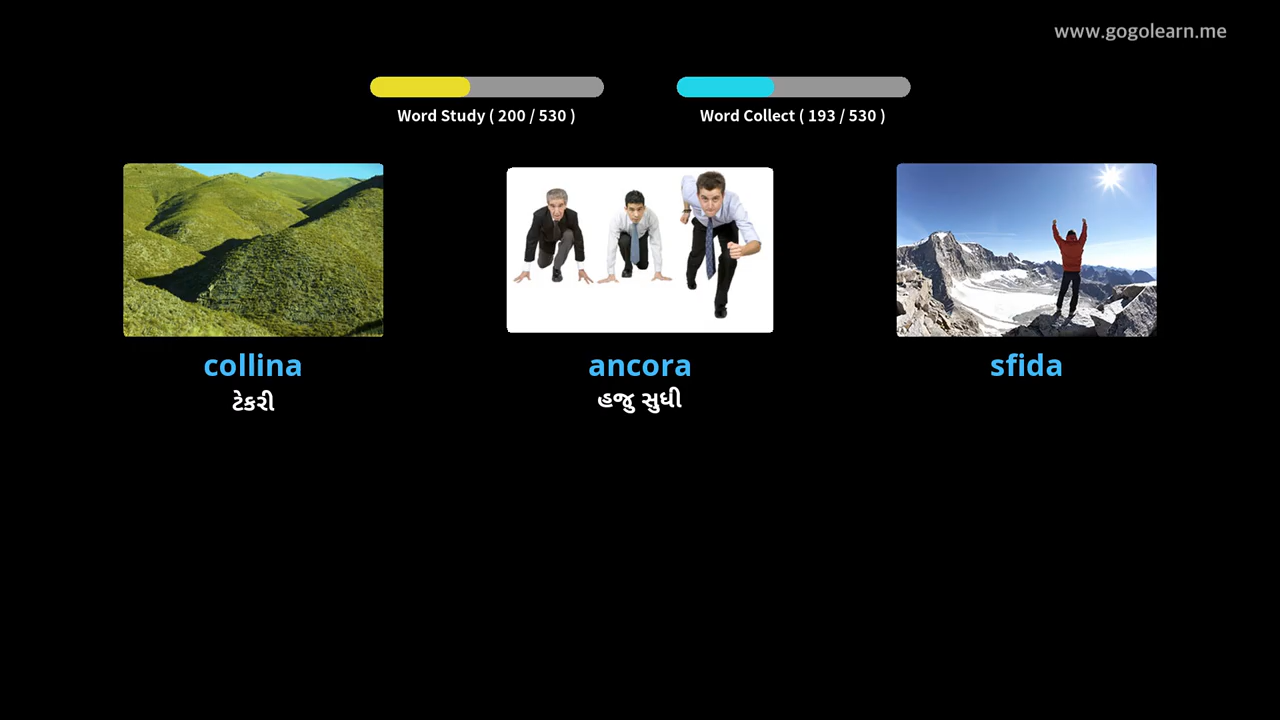 www.gogolearn.me
Word Study ( 200 / 530 )
Word Collect ( 193 / 530 )
collina
ancora
sfida
ટેકરી
હજુ સુધી